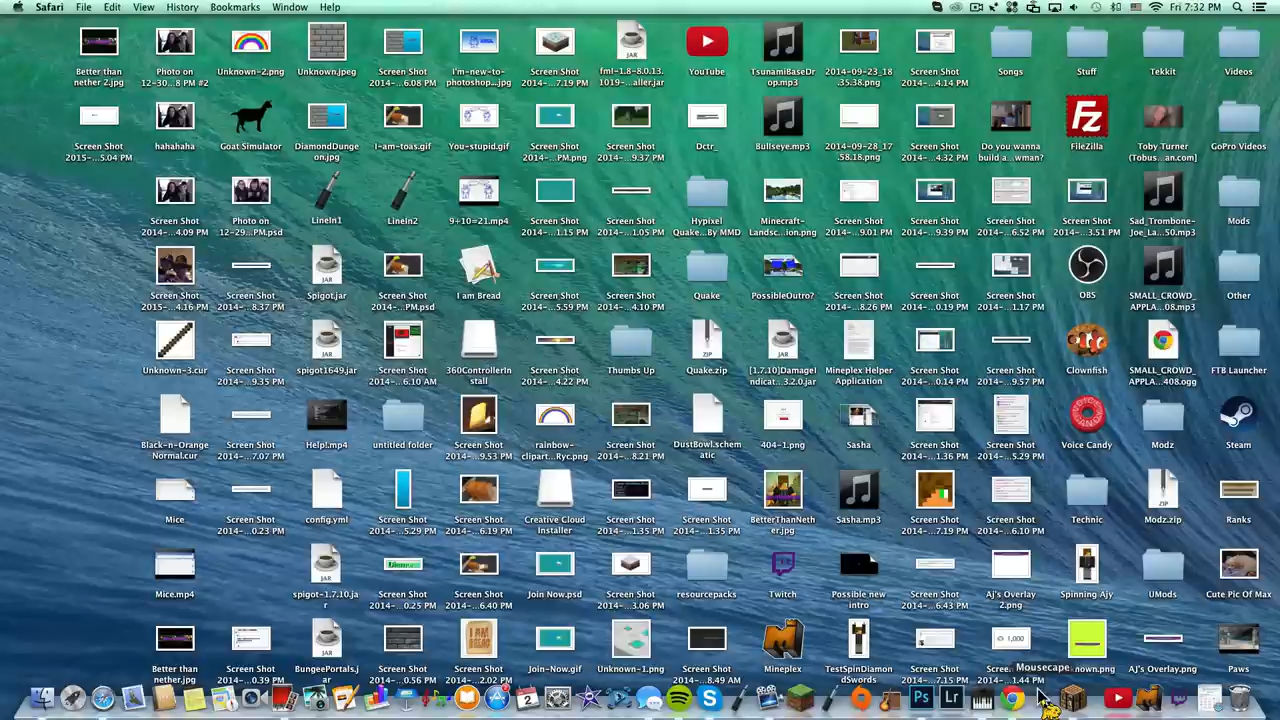 Safari File Edit View History Bookmarks Window Help Fri 7:32 PM
Better than nether 2.jpg
Photo on 12-30...8 PM #2
Unknown-2.png
Unknown.jpeg
Screen Shot 2014-...6.08 PM
I'm-new-to-photoshop...jpg
Screen Shot 2014-...7.19 PM
fml-1.8-8.0.13.1019-...aller.jar
YouTube
TsunamiBaseDrop.mp3
2014-09-23_18.35.38.png
Screen Shot 2014-...4.14 PM
Songs
Stuff
Tekkit
Videos
Screen Shot 2015-...5.04 PM
hahahaha
Goat Simulator
DiamondDungeon.jpg
I-am-toas.gif
You-stupid.gif
Screen Shot 2014-...PM.png
Screen Shot 2014-...9.37 PM
Dctr_
Bullseye.mp3
2014-09-28_17.58.18.png
Screen Shot 2014-...4.32 PM
Do you wanna build a...wman?
FileZilla
Toby Turner (Tobus...an.com)
GoPro Videos
Screen Shot 2014-...4.09 PM
Photo on 12-29...PM.psd
LineIn1
LineIn2
9+10=21.mp4
Screen Shot 2014-...1.15 PM
Screen Shot 2014-...1.05 PM
Hypixel Quake...By MMD
Minecraft-Landsc...ion.png
Screen Shot 2014-...9.01 PM
Screen Shot 2014-...9.39 PM
Screen Shot 2014-...6.52 PM
Screen Shot 2014-...3.51 PM
Sad_Trombone-Joe_La...50.mp3
Mods
Screen Shot 2015-...4.16 PM
Screen Shot 2014-...8.37 PM
Spigot.jar
Screen Shot 2014-...PM.psd
I am Bread
Screen Shot 2014-...5.59 PM
Screen Shot 2014-...4.10 PM
Quake
PossibleOutro?
Screen Shot 2014-...8.26 PM
Screen Shot 2014-...0.19 PM
Screen Shot 2014-...1.17 PM
OBS
SMALL_CROWD_APPLA...08.mp3
Other
Unknown-3.cur
Screen Shot 2014-...9.35 PM
spigot1649.jar
Screen Shot 2014-...6.10 AM
360ControllerInstall
Screen Shot 2014-...4.22 PM
Thumbs Up
Quake.zip
[1.7.10]DamageIndicat...3.2.0.jar
Mineplex Helper Application
Screen Shot 2014-...0.14 PM
Screen Shot 2014-...9.57 PM
Clownfish
SMALL_CROWD_APPLA...408.ogg
FTB Launcher
Black-n-Orange Normal.cur
Screen Shot 2014-...7.07 PM
Help!.mp4
untitled folder
Screen Shot 2014-...9.53 PM
rainbow-clipart...Ryc.png
Screen Shot 2014-...8.21 PM
DustBowl.schematic
404-1.png
Sasha
Screen Shot 2014-...1.36 PM
Screen Shot 2014-...5.29 PM
Voice Candy
Modz
Steam
Mice
Screen Shot 2014-...0.23 PM
config.yml
Screen Shot 2014-...5.29 PM
Screen Shot 2014-...6.19 PM
Creative Cloud Installer
Screen Shot 2014-...1.35 PM
Screen Shot 2014-...1.35 PM
BetterThanNether.jpg
Sasha.mp3
Screen Shot 2014-...7.19 PM
Screen Shot 2014-...6.10 PM
Technic
Modz.zip
Ranks
Mice.mp4
spigot-1.7.10.jar
Screen Shot 2014-...0.25 PM
Screen Shot 2014-...6.40 PM
Join Now.psd
Screen Shot 2014-...3.06 PM
resourcepacks
Twitch
Possible new intro
Screen Shot 2014-...6.43 PM
Aj's Overlay 2.png
Spinning Ajy
UMods
Cute Pic Of Max
Better than nether.jpg
Screen Shot 2014-...0.39 PM
BungeePortals.jar
Screen Shot 2014-...0.56 PM
Screen Shot 2014-...2.02 PM
Join-Now.gif
Unknown-1.png
Screen Shot 2014-...8.49 AM
Mineplex
TestSpinDiamondSwords
Screen Shot 2014-...7.15 PM
2014-...1.44 PM
Mousescape
AJ's Overlay.png
Paws